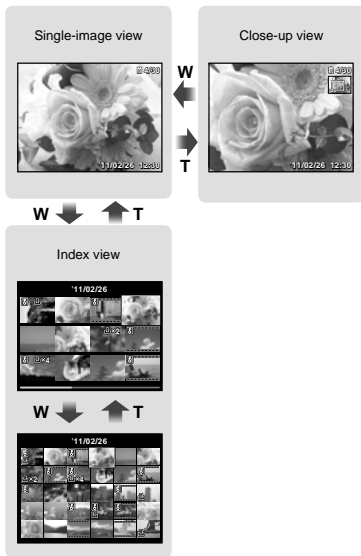 Single-image view
Close-up view
4/30
'11/02/26 12:30
W
T
4/30
'11/02/26 12:30
W T
Index view
'11/02/26
×2
×4
W T
'11/02/26
×2 ×4